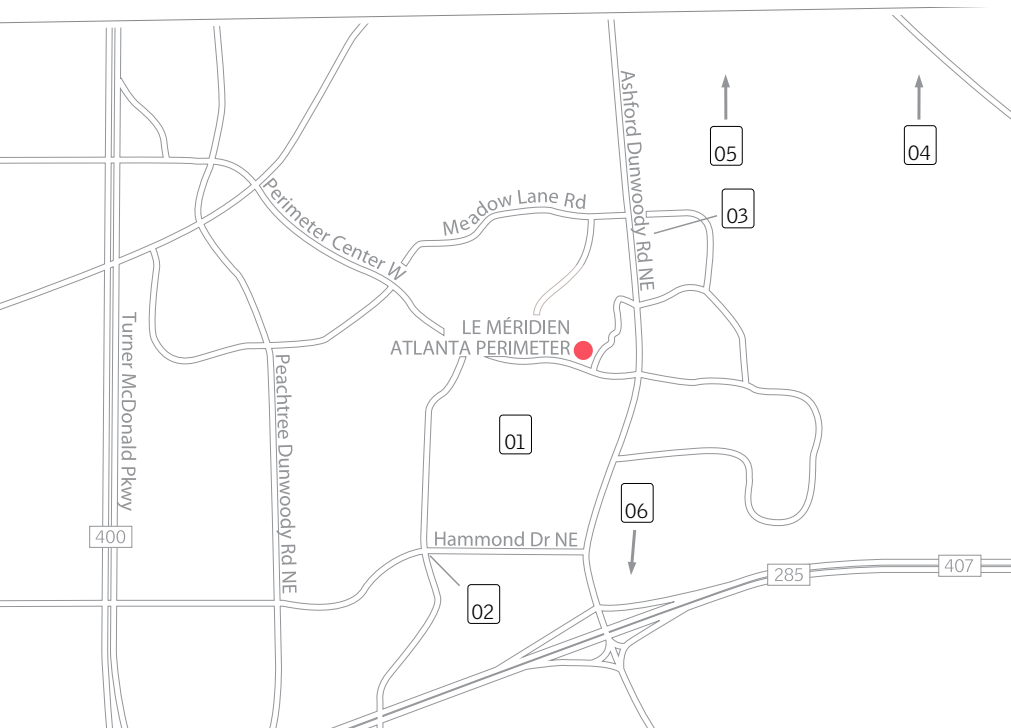 Ashford Dunwoody Rd NE
05
04
03
Perimeter Center W
Meadow Lane Rd
LE MÉRIDIEN
ATLANTA PERIMETER
Turner McDonald Pkwy
Peachtree Dunwoody Rd NE
01
06
400
Hammond Dr NE
407
285
02